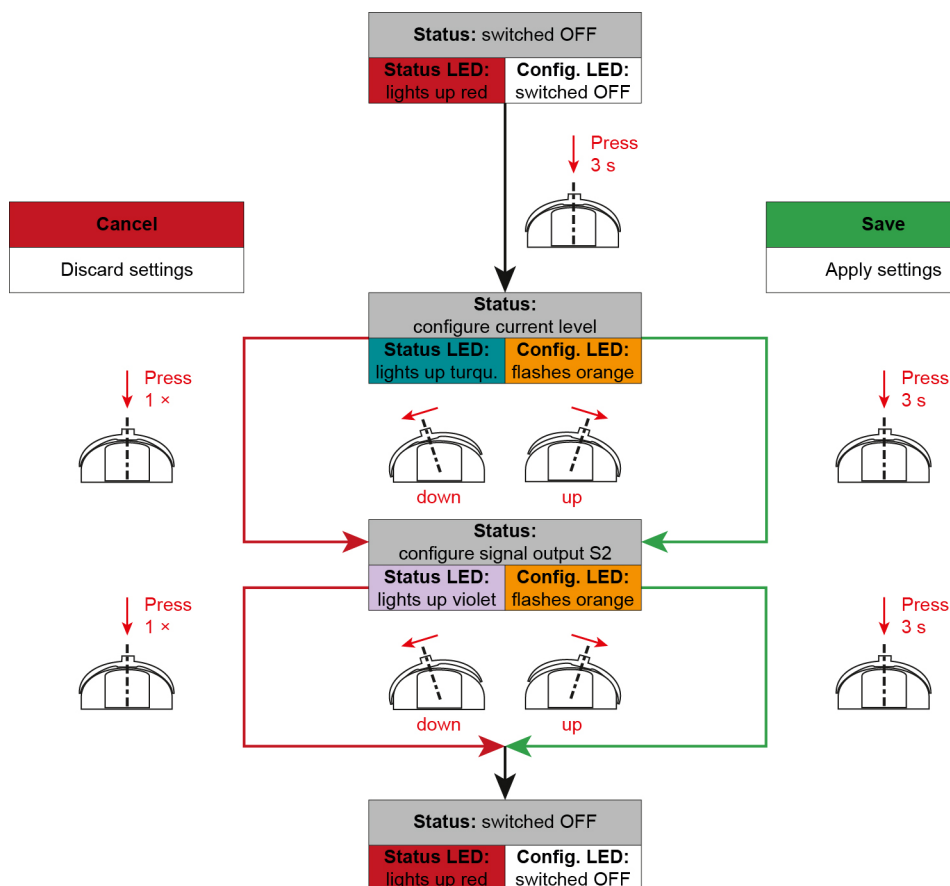 Status: switched OFF
Status LED:
lights up red
Config. LED:
switched OFF
Press
3 s
Cancel
Discard settings
Save
Apply settings
Status:
configure current level
Status LED:
lights up turqu.
Config. LED:
flashes orange
Press
1 ×
down
up
Press
3 s
Status:
configure signal output S2
Status LED:
lights up violet
Config. LED:
flashes orange
Press
1 ×
down
up
Press
3 s
Status: switched OFF
Status LED:
lights up red
Config. LED:
switched OFF